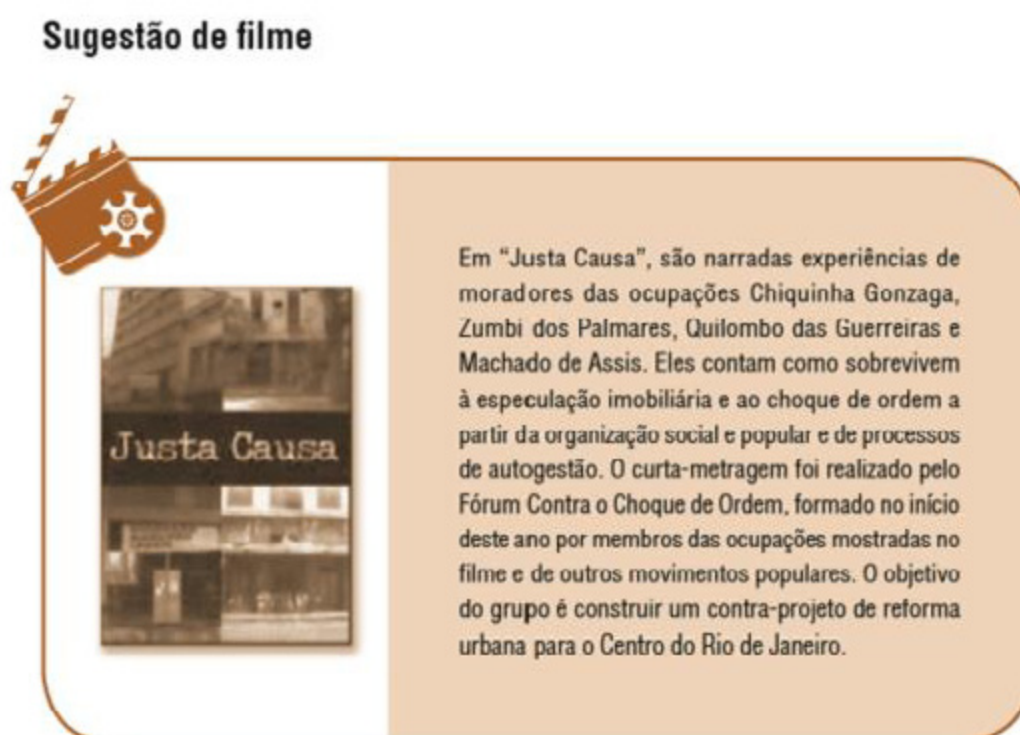 Sugestão de filme
Justa Causa
Em “Justa Causa”, são narradas experiências de
moradores das ocupações Chiquinha Gonzaga,
Zumbi dos Palmares, Quilombo das Guerreiras e
Machado de Assis. Eles contam como sobrevivem
à especulação imobiliária e ao choque de ordem a
partir da organização social e popular e de processos
de autogestão. O curta-metragem foi realizado pelo
Fórum Contra o Choque de Ordem, formado no início
deste ano por membros das ocupações mostradas no
filme e de outros movimentos populares. O objetivo
do grupo é construir um contra-projeto de reforma
urbana para o Centro do Rio de Janeiro.